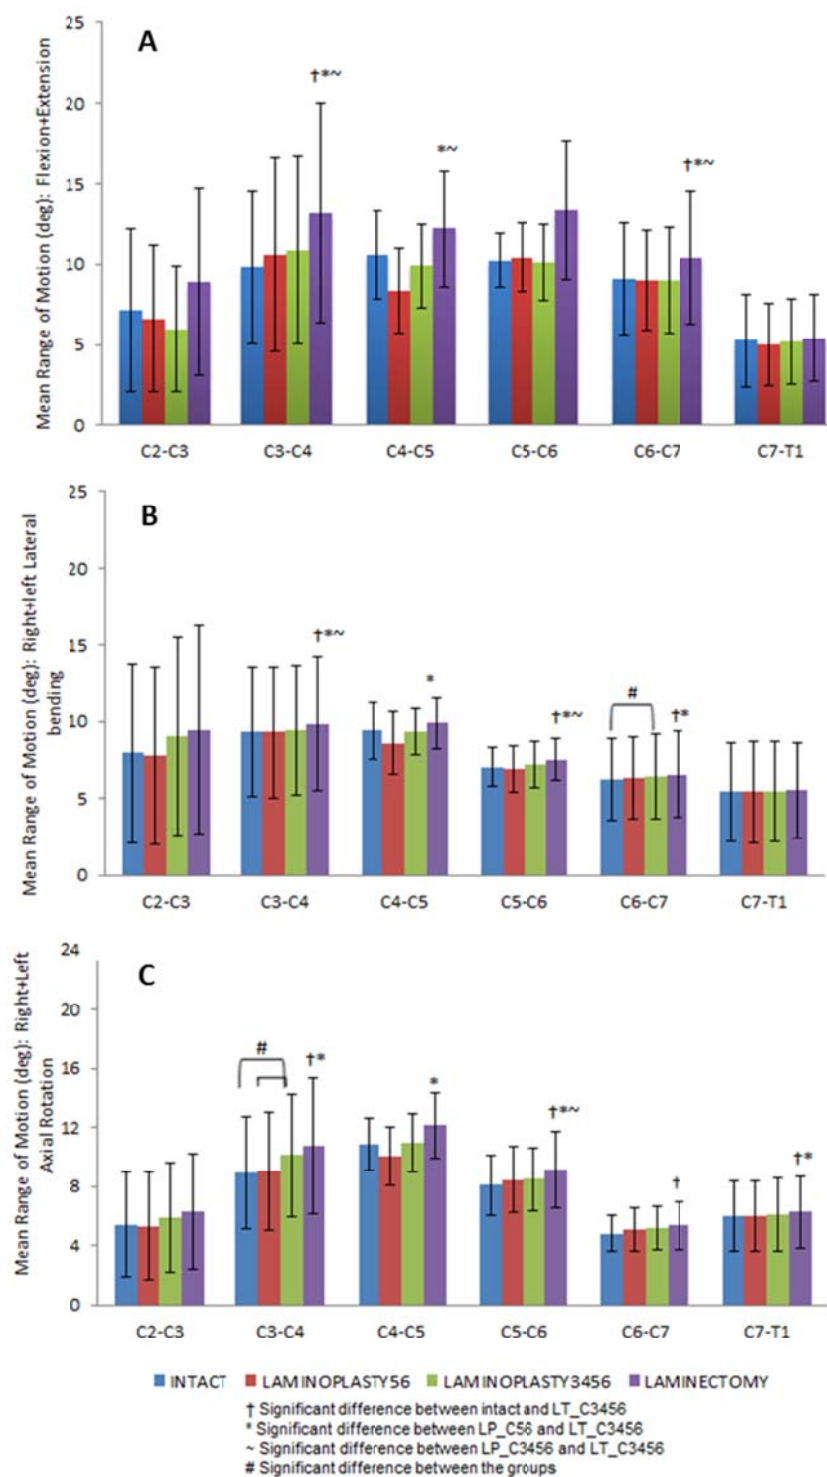 A
Mean Range of Motion (deg): Flexion+Extension
25
20
15
10
5
0
†*~
*~
†*~
C2-C3 C3-C4 C4-C5 C5-C6 C6-C7 C7-T1
B
Mean Range of Motion (deg): Right+left Lateral
bending
25
20
15
10
5
0
†*~
*
†*~
#
†*
C2-C3 C3-C4 C4-C5 C5-C6 C6-C7 C7-T1
C
Mean Range of Motion (deg): Right+Left
Axial Rotation
24
20
16
12
8
4
0
#
†*
*
†*~
†
†*
C2-C3 C3-C4 C4-C5 C5-C6 C6-C7 C7-T1
INTACT LAMINOPLASTY56 LAMINOPLASTY3456 LAMINECTOMY
† Significant difference between intact and LT_C3456
* Significant difference between LP_C56 and LT_C3456
~ Significant difference between LP_C3456 and LT_C3456
# Significant difference between the groups